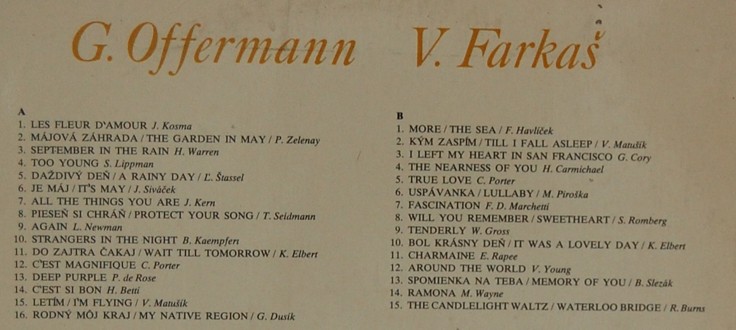 G. Offermann V. Farkaš
A
1. LES FLEUR D'AMOUR J. Kosma
2. MÁJOVÁ ZÁHRADA / THE GARDEN IN MAY / P. Zelenay
3. SEPTEMBER IN THE RAIN H. Warren
4. TOO YOUNG S. Lippman
5. DAŽDIVÝ DEŇ / A RAINY DAY / Ľ. Štassel
6. JE MÁJ / IT'S MAY / J. Siváček
7. ALL THE THINGS YOU ARE J. Kern
8. PIESEŇ SI CHRÁŇ / PROTECT YOUR SONG / T. Seidmann
9. AGAIN L. Newman
10. STRANGERS IN THE NIGHT B. Kaempfen
11. DO ZAJTRA ČAKAJ / WAIT TILL TOMORROW / K. Elbert
12. C'EST MAGNIFIQUE C. Porter
13. DEEP PURPLE P. de Rose
14. C'EST SI BON H. Betti
15. LETÍM / I'M FLYING / V. Matušík
16. RODNÝ MÔJ KRAJ / MY NATIVE REGION / G. Dusík
B
1. MORE / THE SEA / F. Havlíček
2. KÝM ZASPÍM / TILL I FALL ASLEEP / V. Matušík
3. I LEFT MY HEART IN SAN FRANCISCO G. Cory
4. THE NEARNESS OF YOU H. Carmichael
5. TRUE LOVE C. Porter
6. USPÁVANKA / LULLABY / M. Piroška
7. FASCINATION F. D. Marchetti
8. WILL YOU REMEMBER / SWEETHEART / S. Romberg
9. TENDERLY W. Gross
10. BOL KRÁSNY DEŇ / IT WAS A LOVELY DAY / K. Elbert
11. CHARMAINE E. Rapee
12. AROUND THE WORLD V. Young
13. SPOMIENKA NA TEBA / MEMORY OF YOU / B. Slezák
14. RAMONA M. Wayne
15. THE CANDLELIGHT WALTZ / WATERLOO BRIDGE / R. Burns